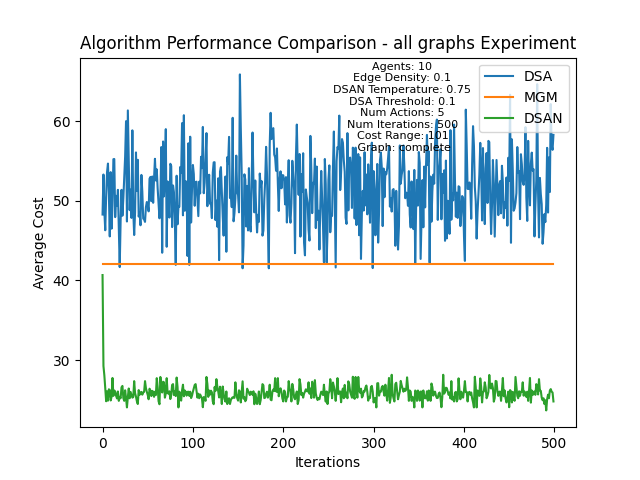 Algorithm Performance Comparison - all graphs Experiment
Agents: 10
Edge Density: 0.1
DSAN Temperature: 0.75
DSA Threshold: 0.1
Num Actions: 5
Num Iterations: 500
Cost Range: 101
Graph: complete
DSA
MGM
DSAN
Average Cost
60
50
40
30
0
100
200
300
400
500
Iterations